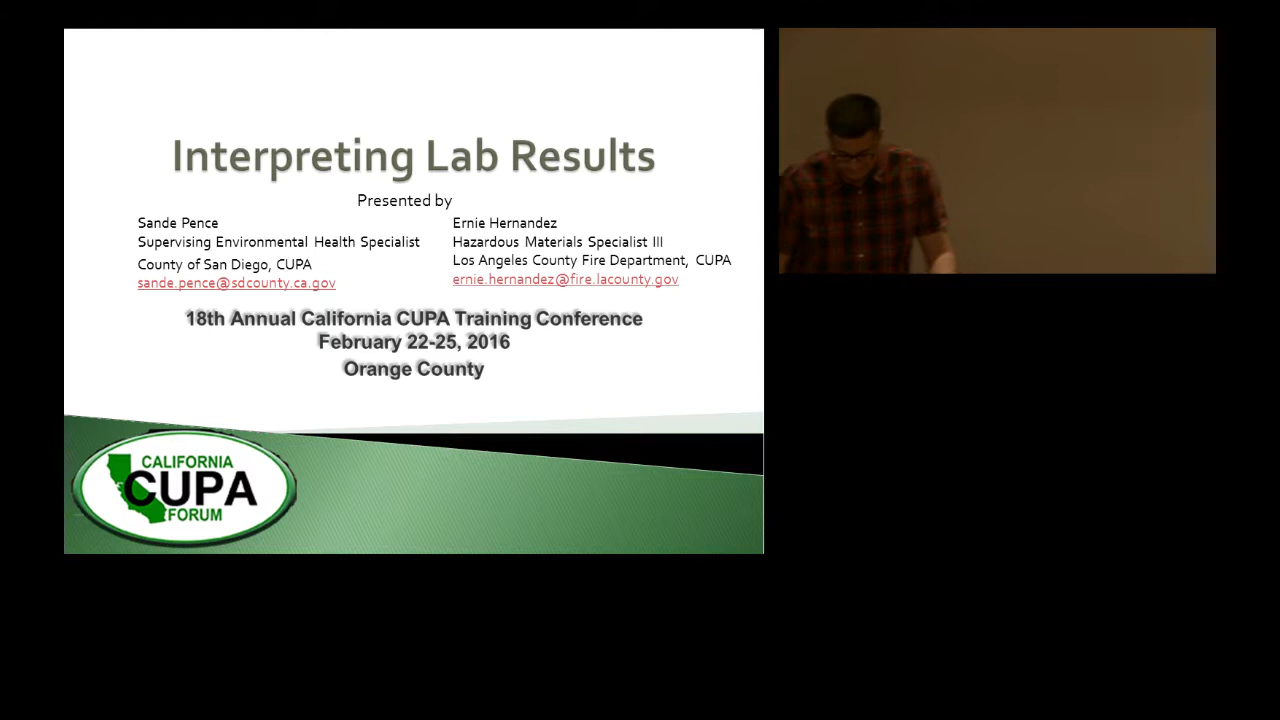 Interpreting Lab Results
Presented by
Sande Pence
Supervising Environmental Health Specialist
County of San Diego, CUPA
sande.pence@sdcounty.ca.gov
Ernie Hernandez
Hazardous Materials Specialist III
Los Angeles County Fire Department, CUPA
ernie.hernandez@fire.lacounty.gov
18th Annual California CUPA Training Conference
February 22-25, 2016
Orange County
CALIFORNIA
CUPA
FORUM